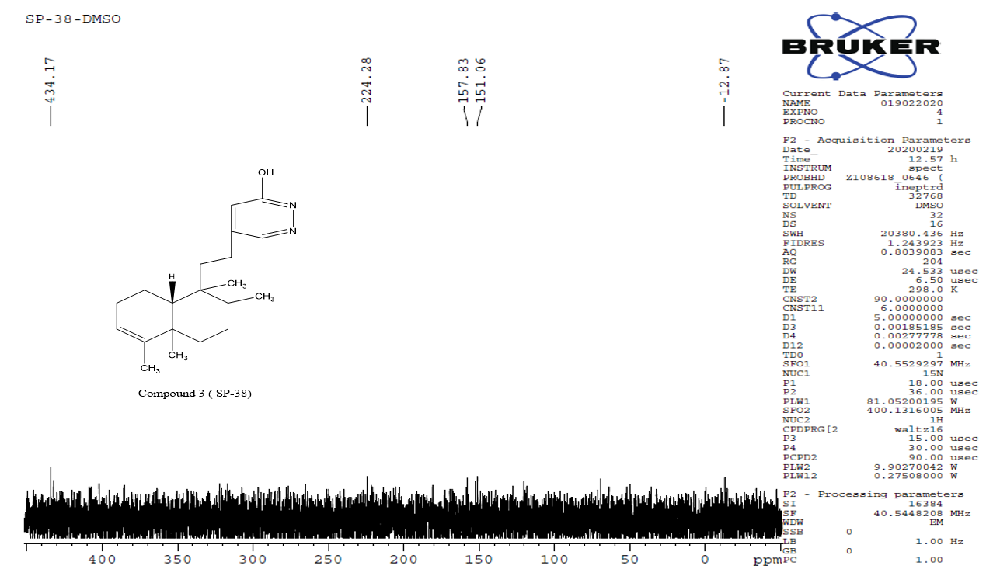 SP-38-DMSO
434.17
224.28
157.83
151.06
-12.87
BRUKER
Current Data Parameters
NAME 019022020
EXPNO 4
PROCNO 1
F2 - Acquisition Parameters
Date_ 20200219
Time 12.57 h
INSTRUM spect
PROBHD Z108618_0646 (
PULPROG ineptrd
TD 32768
SOLVENT DMSO
NS 32
DS 16
SWH 20380.436 Hz
FIDRES 1.243923 Hz
AQ 0.8039083 sec
RG 204
DW 24.533 usec
DE 6.50 usec
TE 298.0 K
CNST2 90.0000000
CNST11 6.0000000
D1 5.00000000 sec
D3 0.00185185 sec
D4 0.00277778 sec
D12 0.00002000 sec
TD0 1
SFO1 40.5529297 MHz
NUC1 15N
P1 18.00 usec
P2 36.00 usec
PLW1 81.05200195 W
SFO2 400.1316005 MHz
NUC2 1H
CPDPRG[2 waltz16
P3 15.00 usec
P4 30.00 usec
PCPD2 90.00 usec
PLW2 9.90270042 W
PLW12 0.27508000 W
F2 - Processing parameters
SI 16384
SF 40.5448208 MHz
WDW EM
SSB 0
LB 1.00 Hz
GB 0
PC 1.00
OH
N
N
H
CH3
CH3
CH3
CH3
Compound 3 ( SP-38)
400 350 300 250 200 150 100 50 0 ppm